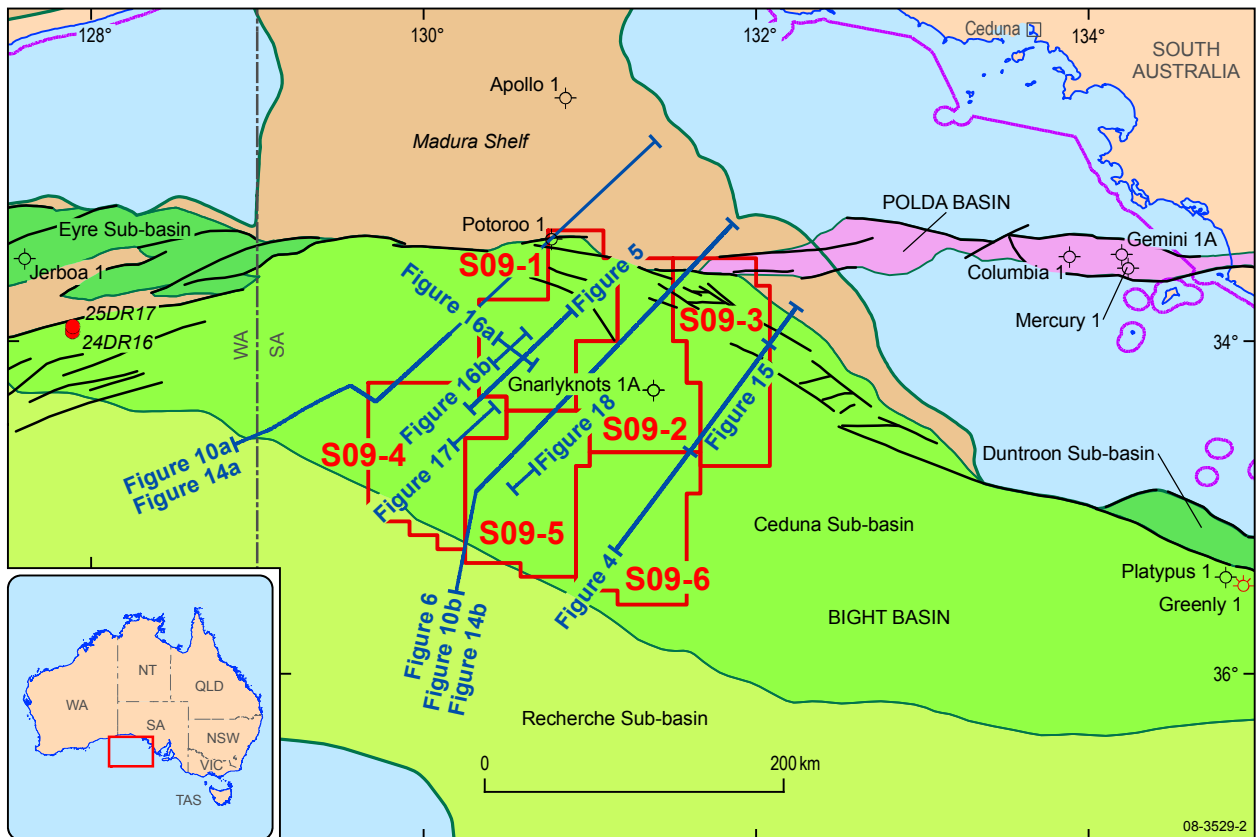 128°
130°
132°
134°
Ceduna
SOUTH
AUSTRALIA
Apollo 1
Madura Shelf
POLDA BASIN
Eyre Sub-basin
Potoroo 1
Gemini 1A
Jerboa 1
S09-1
Figure 5
Columbia 1
Figure 16a
Mercury 1
25DR17
24DR16
WA
SA
S09-3
34°
Figure 16b
Gnarlyknots 1A
Figure 15
Figure 18
S09-2
Figure 10a
Figure 14a
S09-4
Figure 17
Duntroon Sub-basin
Ceduna Sub-basin
S09-5
Figure 4
S09-6
Platypus 1
Greenly 1
BIGHT BASIN
Figure 6
Figure 10b
Figure 14b
36°
Recherche Sub-basin
NT
QLD
WA
SA
NSW
VIC
TAS
0
200 km
08-3529-2